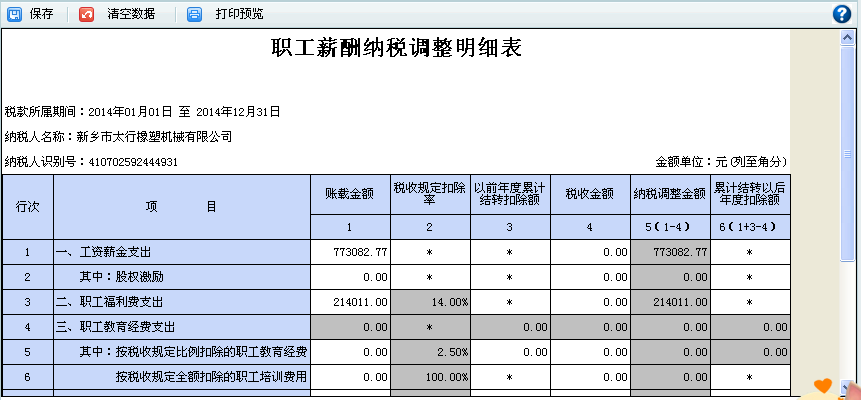 保存 清空数据 打印预览
职工薪酬纳税调整明细表
税款所属期间：2014年01月01日 至 2014年12月31日
纳税人名称：新乡市太行橡塑机械有限公司
纳税人识别号：410702592444931 金额单位：元(列至角分)
行次 项 目 账载金额 税收规定扣除率 以前年度累计结转扣除额 税收金额 纳税调整金额 累计结转以后年度扣除额
1 2 3 4 5（1-4） 6（1+3-4）
1 一、工资薪金支出 773082.77 * * 0.00 773082.77 *
2 其中：股权激励 0.00 * * 0.00 0.00 *
3 二、职工福利费支出 214011.00 14.00% * 0.00 214011.00 *
4 三、职工教育经费支出 0.00 * 0.00 0.00 0.00 0.00
5 其中：按税收规定比例扣除的职工教育经费 0.00 2.50% 0.00 0.00 0.00 0.00
6 按税收规定全额扣除的职工培训费用 0.00 100.00% * 0.00 0.00 *